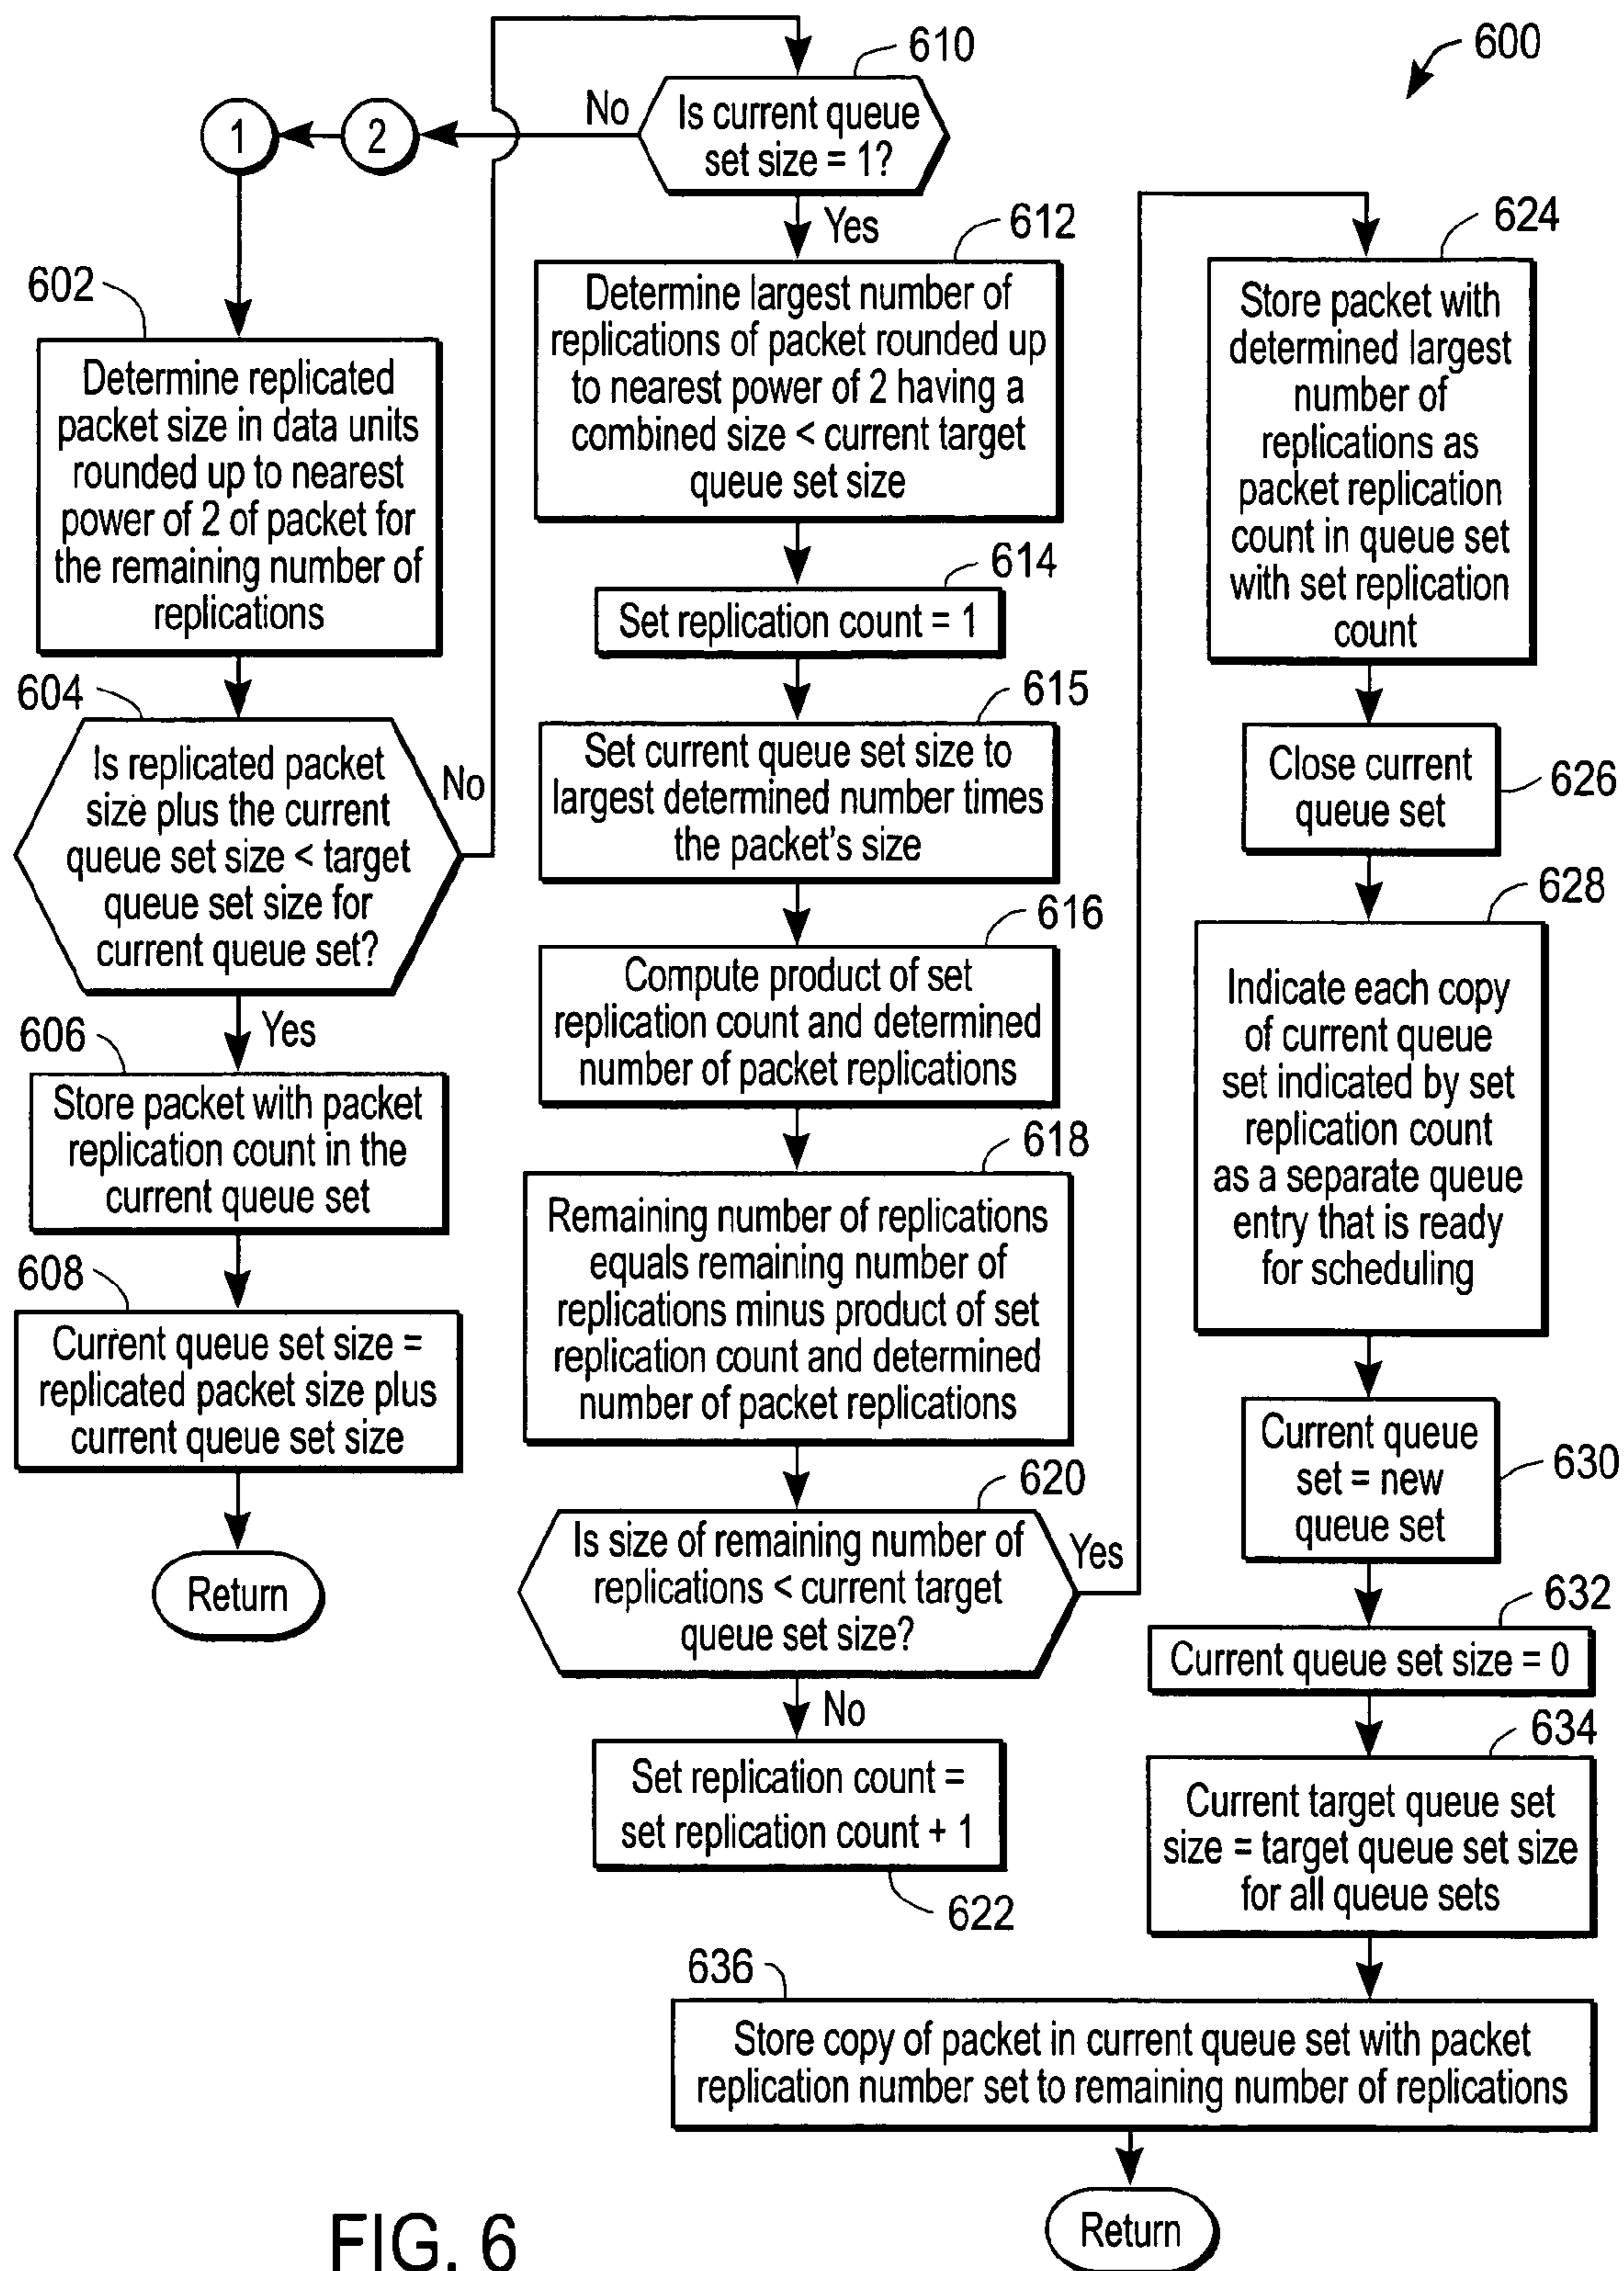 600
610
Is current queue
set size = 1?
No
2
1
Yes
602
Determine replicated
packet size in data units
rounded up to nearest
power of 2 of packet for
the remaining number of
replications
604
Is replicated packet
size plus the current
queue set size < target
queue set size for
current queue set?
No
Yes
606
Store packet with packet
replication count in the
current queue set
608
Current queue set size =
replicated packet size plus
current queue set size
Return
612
Determine largest number of
replications of packet rounded up
to nearest power of 2 having a
combined size < current target
queue set size
614
Set replication count = 1
615
Set current queue set size to
largest determined number times
the packet's size
616
Compute product of set
replication count and determined
number of packet replications
618
Remaining number of replications
equals remaining number of
replications minus product of set
replication count and determined
number of packet replications
620
Is size of remaining number of
replications < current target
queue set size?
Yes
No
Set replication count =
set replication count + 1
622
624
Store packet with
determined largest
number of
replications as
packet replication
count in queue set
with set replication
count
Close current
queue set
626
628
Indicate each copy
of current queue
set indicated by set
replication count
as a separate queue
entry that is ready
for scheduling
Current queue
set = new
queue set
630
632
Current queue set size = 0
634
Current target queue set
size = target queue set size
for all queue sets
636
Store copy of packet in current queue set with packet
replication number set to remaining number of replications
Return
FIG. 6